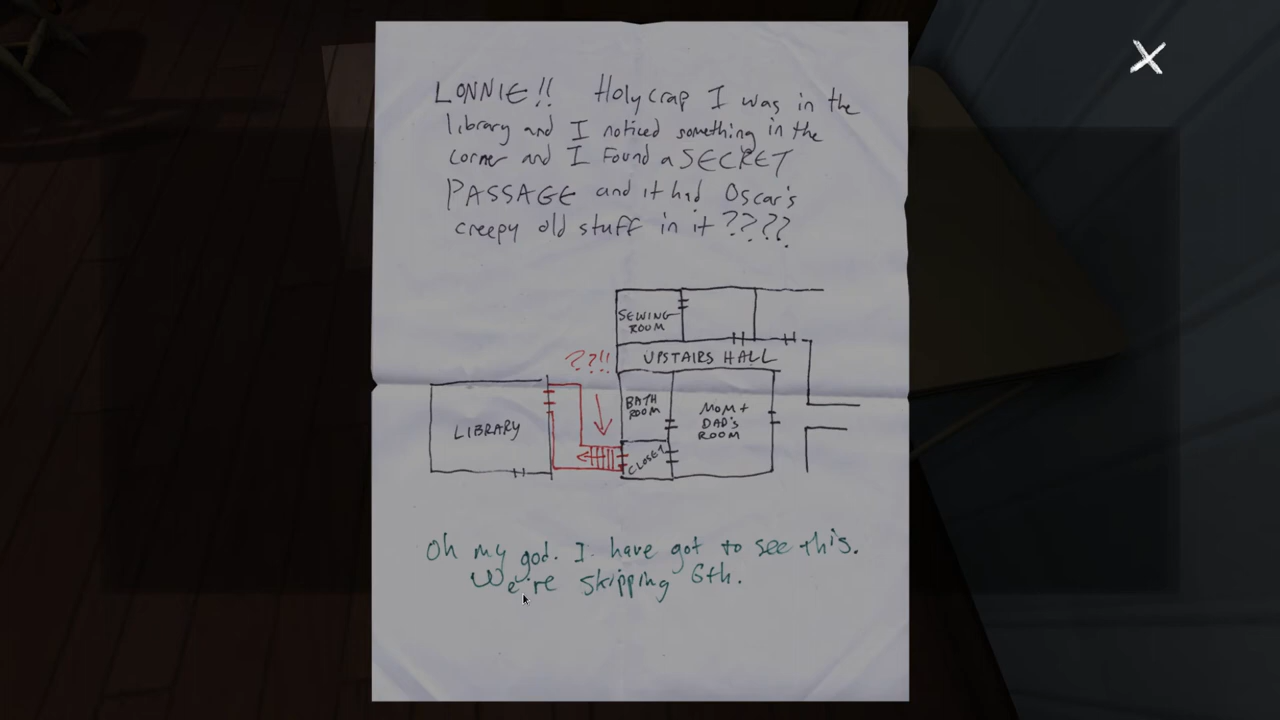 LONNIE!! Holy crap I was in the
library and I noticed something in the
corner and I found a SECRET
PASSAGE and it had Oscar's
creepy old stuff in it ????
SEWING
ROOM
??!!
UPSTAIRS HALL
LIBRARY
BATH
ROOM
MOM +
DAD'S
ROOM
CLOSET
Oh my god. I have got to see this.
We're skipping 6th.